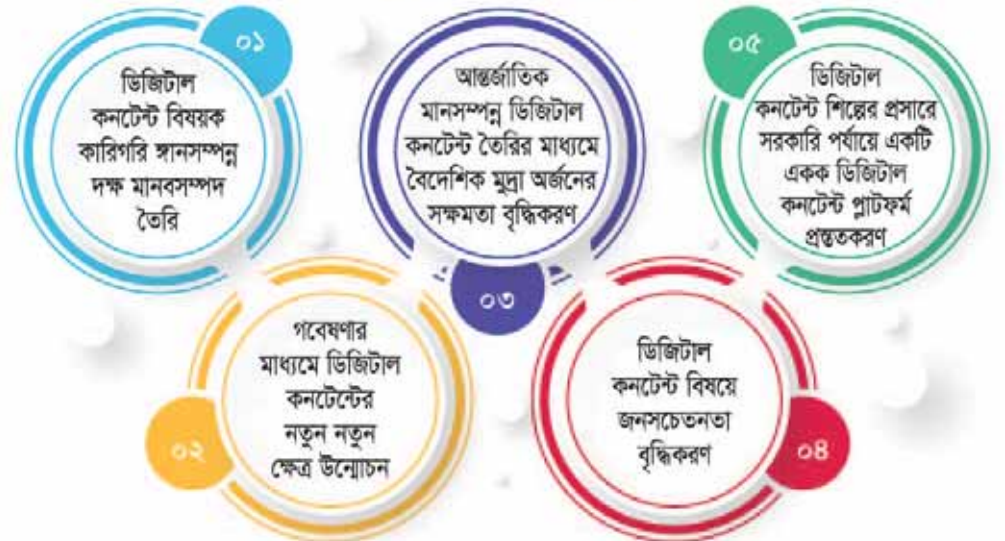 ০১
ডিজিটাল
কনটেন্ট বিষয়ক
কারিগরি ঙ্গানসম্পন্ন
দক্ষ মানবসম্পদ
তৈরি
০২
গবেষণার
মাধ্যমে ডিজিটাল
কনটেন্টের
নতুন নতুন
ক্ষেত্র উন্মোচন
আন্তর্জাতিক
মানসম্পন্ন ডিজিটাল
কনটেন্ট তৈরির মাধ্যমে
বৈদেশিক মুদ্রা অর্জনের
সক্ষমতা বৃদ্ধিকরণ
০৩
ডিজিটাল
কনটেন্ট বিষয়ে
জনসচেতনতা
বৃদ্ধিকরণ
০৪
০৫
ডিজিটাল
কনটেন্ট শিল্পের প্রসারে
সরকারি পর্যায়ে একটি
একক ডিজিটাল
কনটেন্ট প্লাটফর্ম
প্রস্তুতকরণ